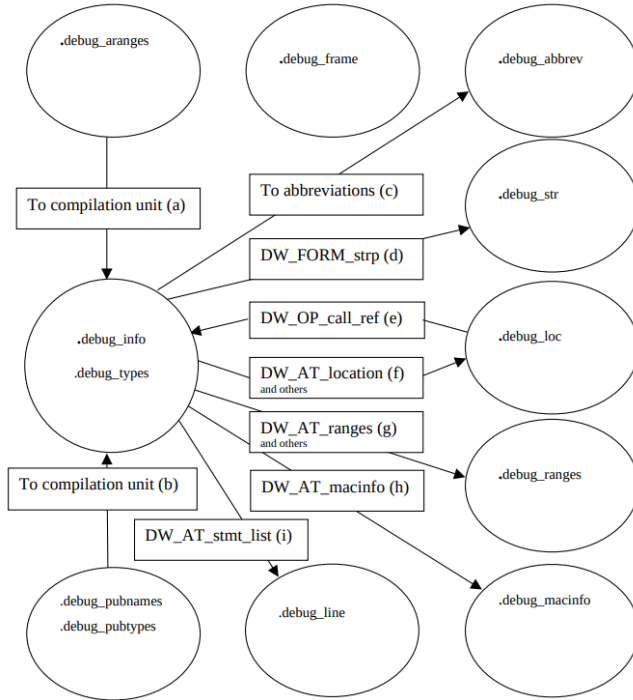 .debug_aranges
.debug_frame
.debug_abbrev
To compilation unit (a)
To abbreviations (c)
.debug_str
DW_FORM_strp (d)
DW_OP_call_ref (e)
.debug_info
.debug_types
.debug_loc
DW_AT_location (f)
and others
DW_AT_ranges (g)
and others
.debug_ranges
To compilation unit (b)
DW_AT_macinfo (h)
DW_AT_stmt_list (i)
.debug_pubnames
.debug_pubtypes
.debug_line
.debug_macinfo